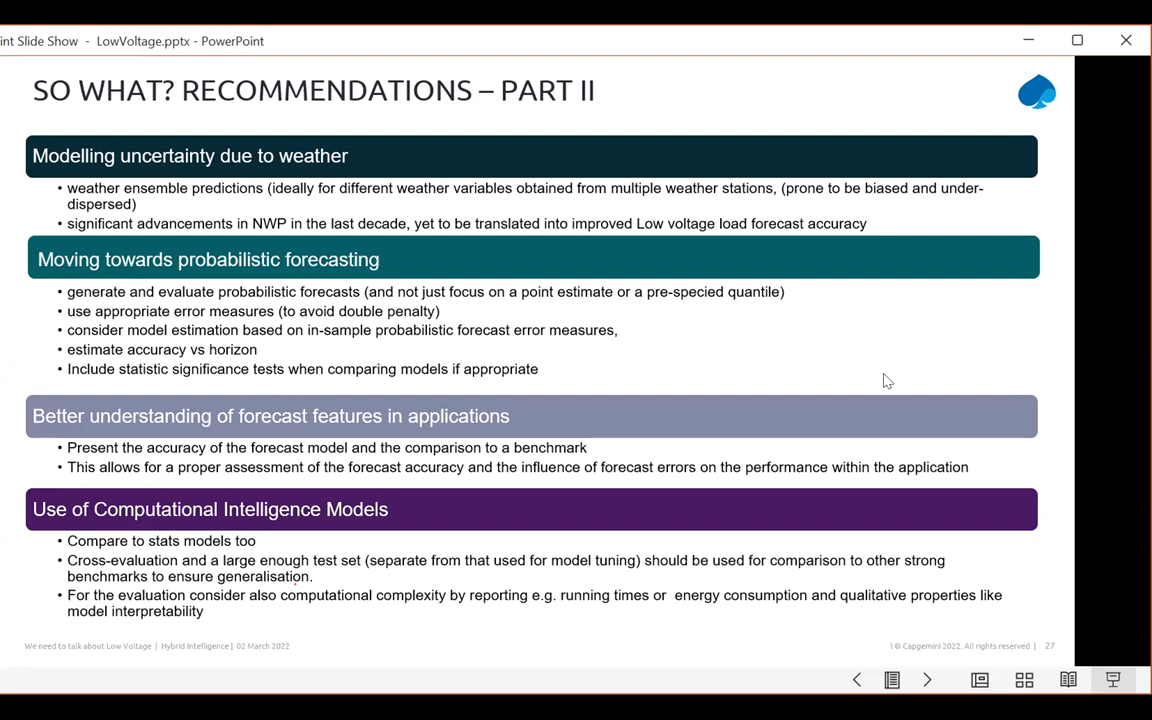 int Slide Show - LowVoltage.pptx - PowerPoint
SO WHAT? RECOMMENDATIONS – PART II
Modelling uncertainty due to weather
• weather ensemble predictions (ideally for different weather variables obtained from multiple weather stations, (prone to be biased and under-
dispersed)
• significant advancements in NWP in the last decade, yet to be translated into improved Low voltage load forecast accuracy
Moving towards probabilistic forecasting
• generate and evaluate probabilistic forecasts (and not just focus on a point estimate or a pre-specied quantile)
• use appropriate error measures (to avoid double penalty)
• consider model estimation based on in-sample probabilistic forecast error measures,
• estimate accuracy vs horizon
• Include statistic significance tests when comparing models if appropriate
Better understanding of forecast features in applications
• Present the accuracy of the forecast model and the comparison to a benchmark
• This allows for a proper assessment of the forecast accuracy and the influence of forecast errors on the performance within the application
Use of Computational Intelligence Models
• Compare to stats models too
• Cross-evaluation and a large enough test set (separate from that used for model tuning) should be used for comparison to other strong
benchmarks to ensure generalisation.
• For the evaluation consider also computational complexity by reporting e.g. running times or energy consumption and qualitative properties like
model interpretability
We need to talk about Low Voltage | Hybrid Intelligence | 02 March 2022
l © Capgemini 2022. All rights reserved | 27